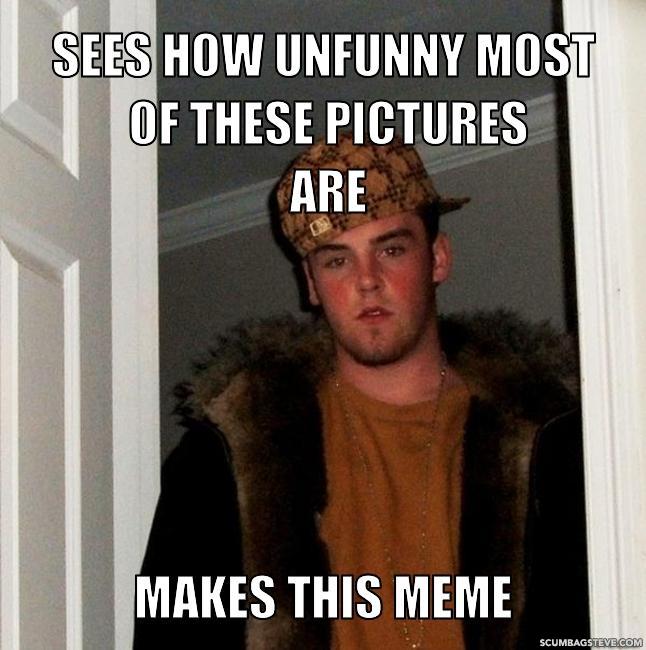 SEES HOW UNFUNNY MOST
OF THESE PICTURES
ARE
MAKES THIS MEME
SCUMBAGSTEVE.COM